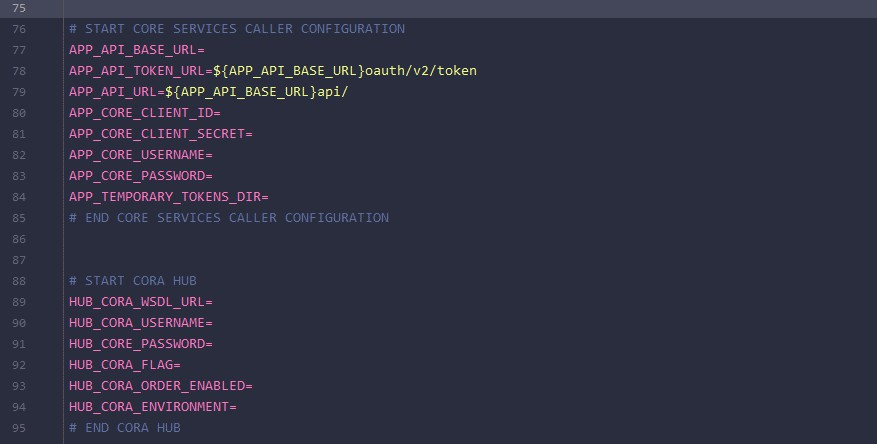 75
76 # START CORE SERVICES CALLER CONFIGURATION
77 APP_API_BASE_URL=
78 APP_API_TOKEN_URL=${APP_API_BASE_URL}oauth/v2/token
79 APP_API_URL=${APP_API_BASE_URL}api/
80 APP_CORE_CLIENT_ID=
81 APP_CORE_CLIENT_SECRET=
82 APP_CORE_USERNAME=
83 APP_CORE_PASSWORD=
84 APP_TEMPORARY_TOKENS_DIR=
85 # END CORE SERVICES CALLER CONFIGURATION
86
87
88 # START CORA HUB
89 HUB_CORA_WSDL_URL=
90 HUB_CORA_USERNAME=
91 HUB_CORE_PASSWORD=
92 HUB_CORA_FLAG=
93 HUB_CORA_ORDER_ENABLED=
94 HUB_CORA_ENVIRONMENT=
95 # END CORA HUB